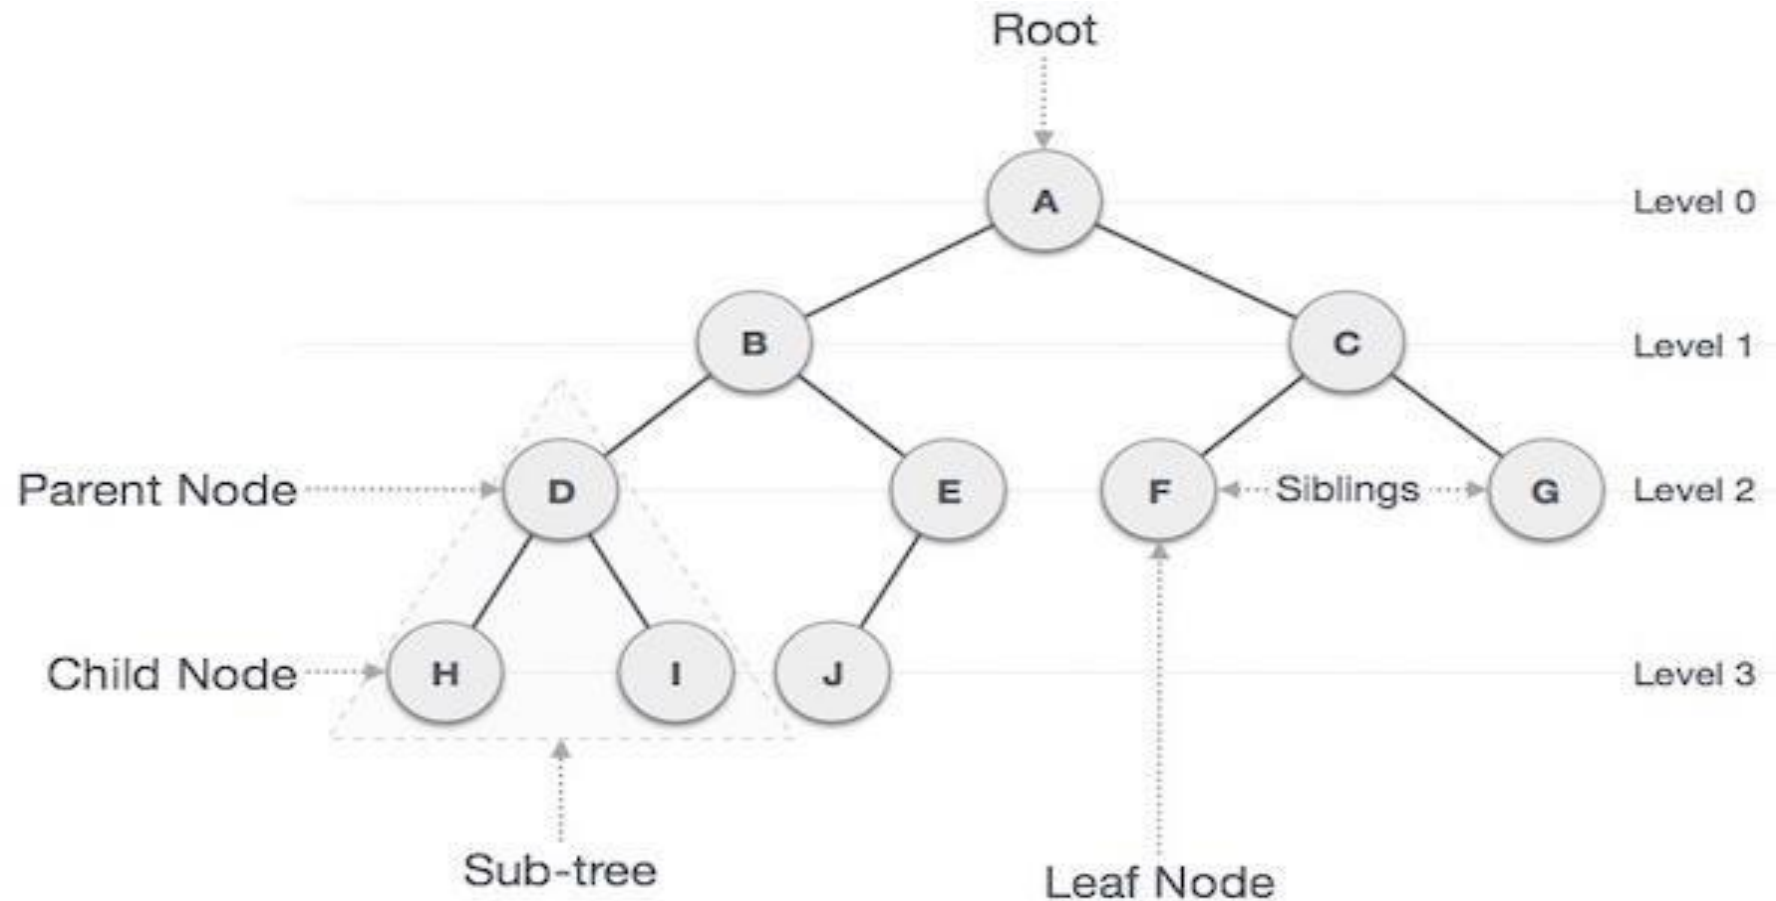 Root
A
Level 0
B
C
Level 1
Parent Node
D
E
F
Siblings
G
Level 2
Child Node
H
I
J
Level 3
Sub-tree
Leaf Node